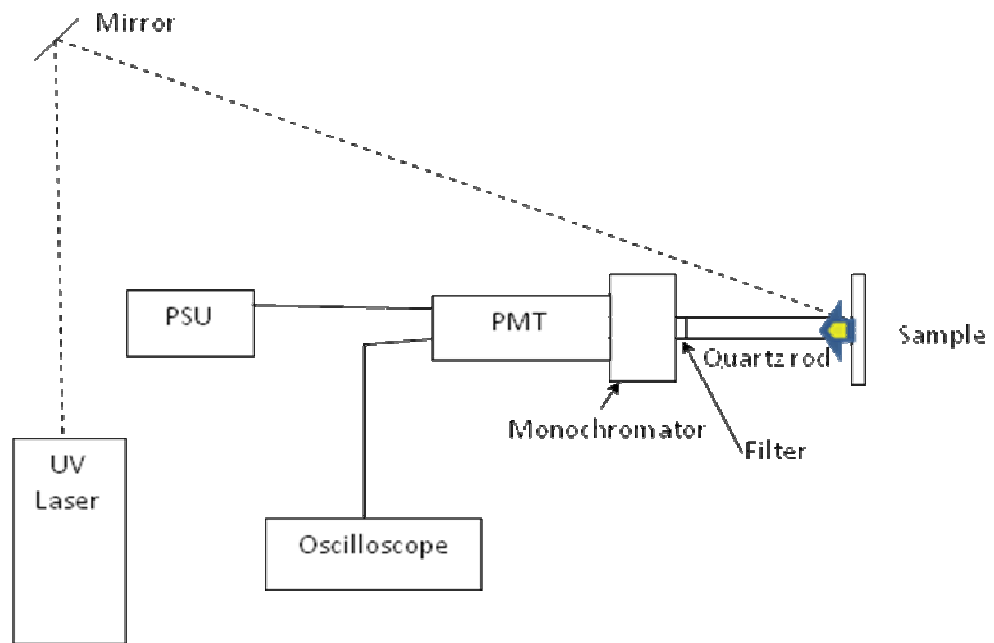 Mirror
PSU
PMT
Sample
Quartz rod
Monochromator
Filter
UV
Laser
Oscilloscope